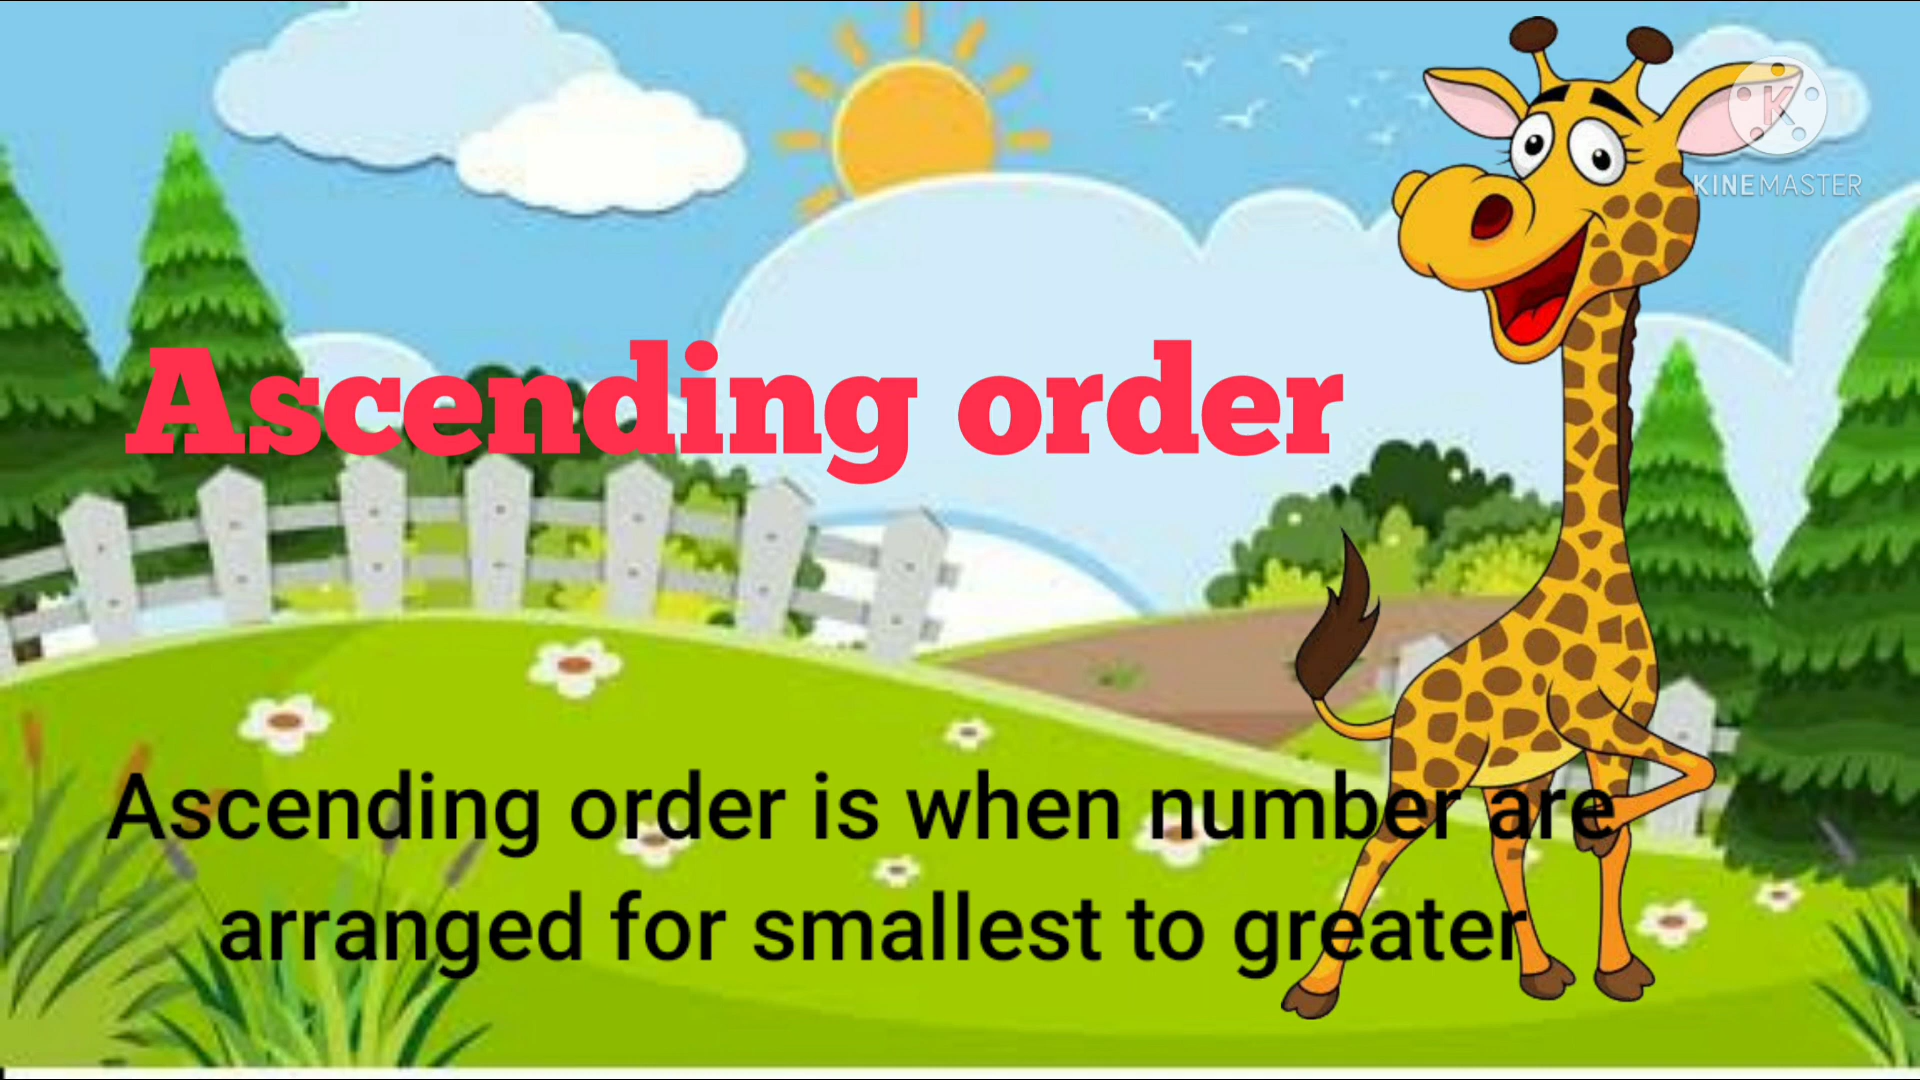 KINEMASTER
Ascending order
Ascending order is when number are
arranged for smallest to greater